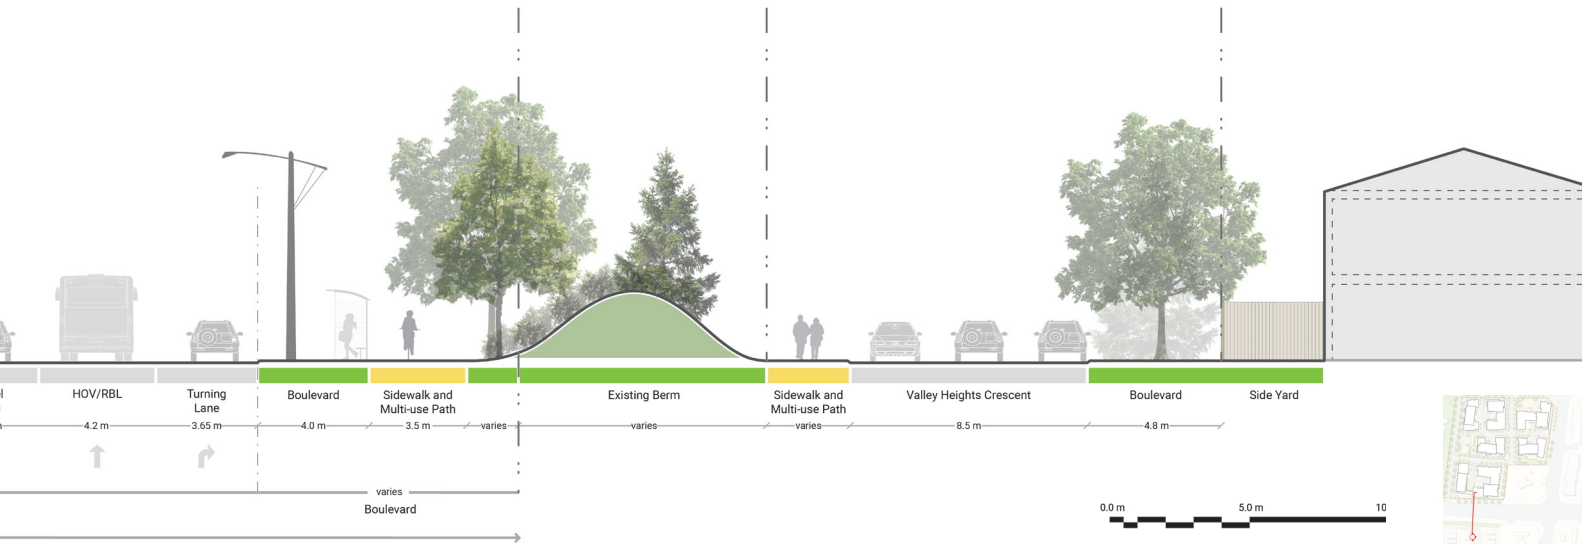 HOV/RBL
Turning
Lane
Boulevard
Sidewalk and
Multi-use Path
Existing Berm
Sidewalk and
Multi-use Path
Valley Heights Crescent
Boulevard
Side Yard
4.2 m
3.65 m
4.0 m
3.5 m
varies
varies
varies
8.5 m
4.8 m
varies
Boulevard
0.0 m
5.0 m
10